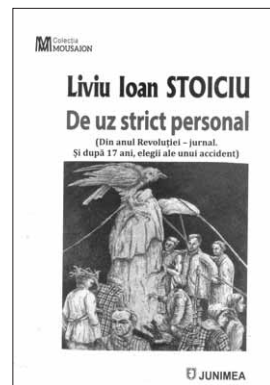 Colecția
MOUSAION
Liviu Ioan STOICIU
De uz strict personal
(Din anul Revoluției – jurnal.
Și după 17 ani, elegii ale unui accident)
JUNIMEA